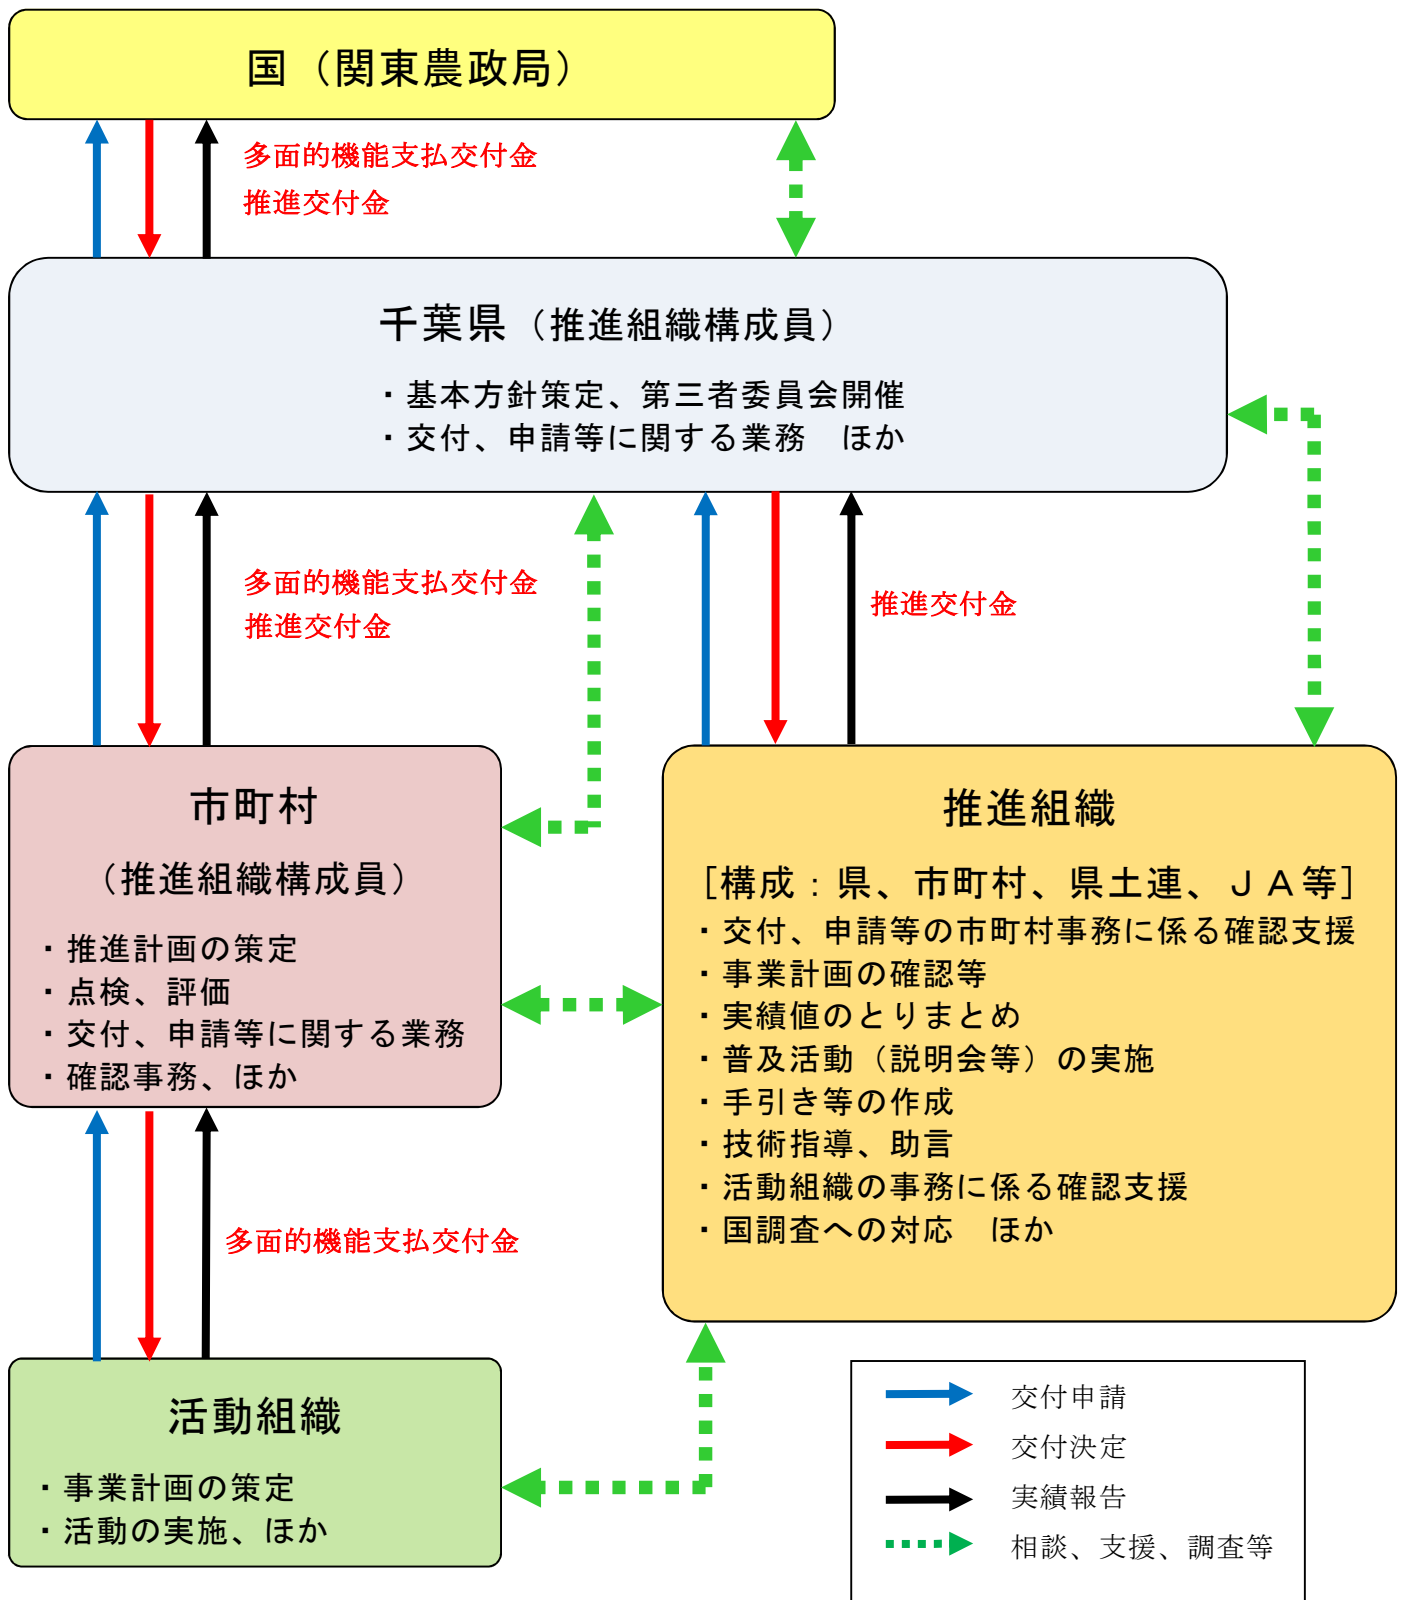 国（関東農政局）
多面的機能支払交付金
推進交付金
千葉県（推進組織構成員）
・基本方針策定、第三者委員会開催
・交付、申請等に関する業務　ほか
多面的機能支払交付金
推進交付金
推進交付金
市町村
（推進組織構成員）
・推進計画の策定
・点検、評価
・交付、申請等に関する業務
・確認事務、ほか
推進組織
［構成：県、市町村、県土連、ＪＡ等］
・交付、申請等の市町村事務に係る確認支援
・事業計画の確認等
・実績値のとりまとめ
・普及活動（説明会等）の実施
・手引き等の作成
・技術指導、助言
・活動組織の事務に係る確認支援
・国調査への対応　ほか
多面的機能支払交付金
活動組織
・事業計画の策定
・活動の実施、ほか
交付申請
交付決定
実績報告
相談、支援、調査等